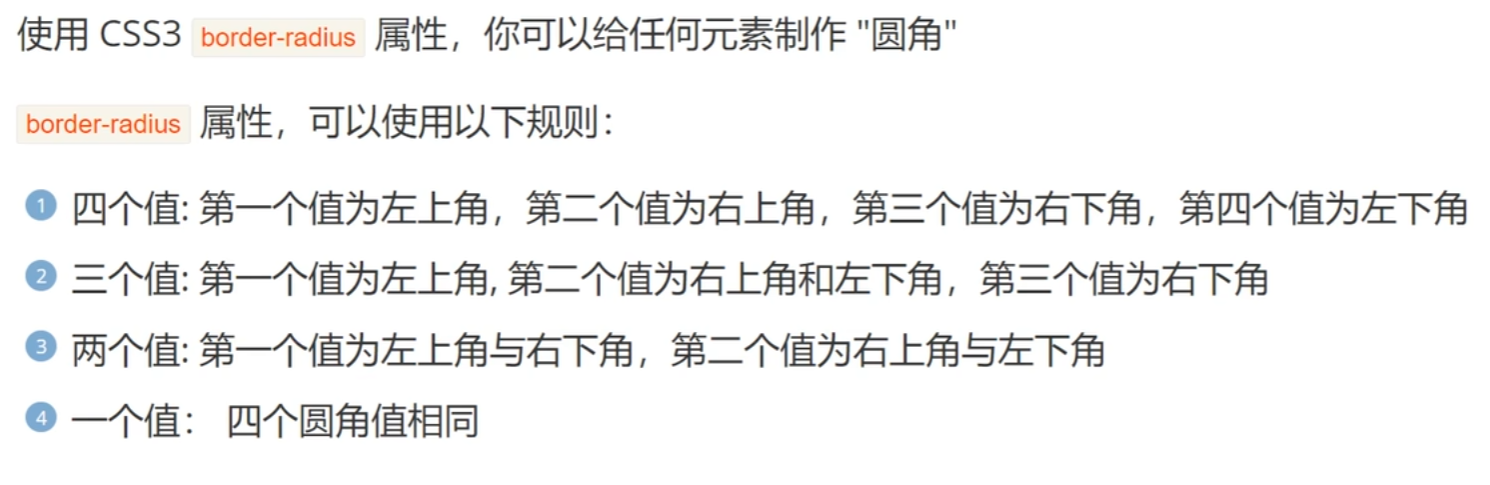 使用 CSS3 border-radius 属性，你可以给任何元素制作 "圆角"
border-radius 属性，可以使用以下规则：
1 四个值: 第一个值为左上角，第二个值为右上角，第三个值为右下角，第四个值为左下角
2 三个值: 第一个值为左上角, 第二个值为右上角和左下角，第三个值为右下角
3 两个值: 第一个值为左上角与右下角，第二个值为右上角与左下角
4 一个值： 四个圆角值相同